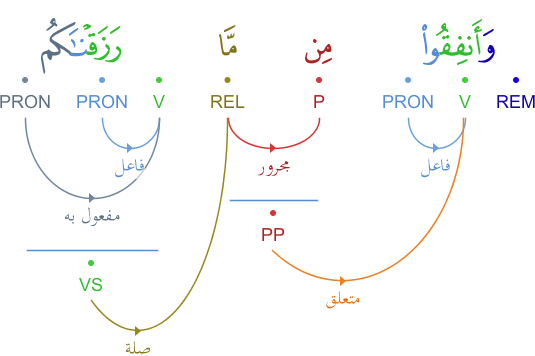 وَأَنفِقُوا۟ مِن مَّا رَزَقْنَـٰكُم
REM V PRON P REL V PRON PRON
فاعل مجرور فاعل
مفعول به
PP
VS
متعلق
صلة